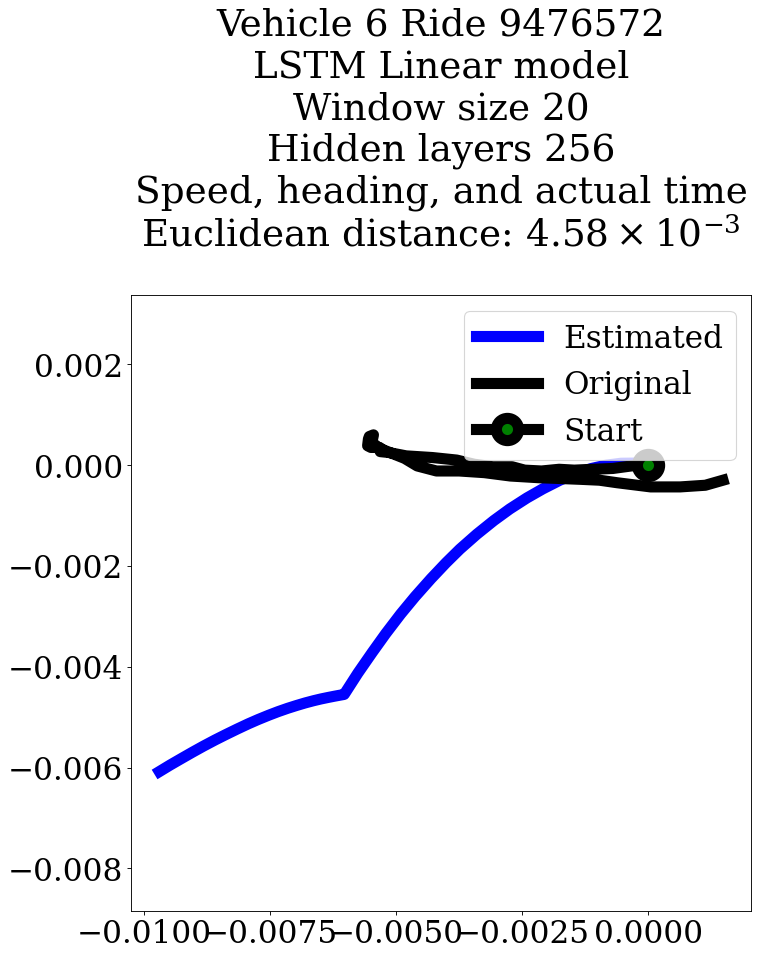 Vehicle 6 Ride 9476572
LSTM Linear model
Window size 20
Hidden layers 256
Speed, heading, and actual time
Euclidean distance: 4.58 × 10⁻³
Estimated
Original
Start
0.002
0.000
−0.002
−0.004
−0.006
−0.008
−0.0100 −0.0075 −0.0050 −0.0025 0.0000